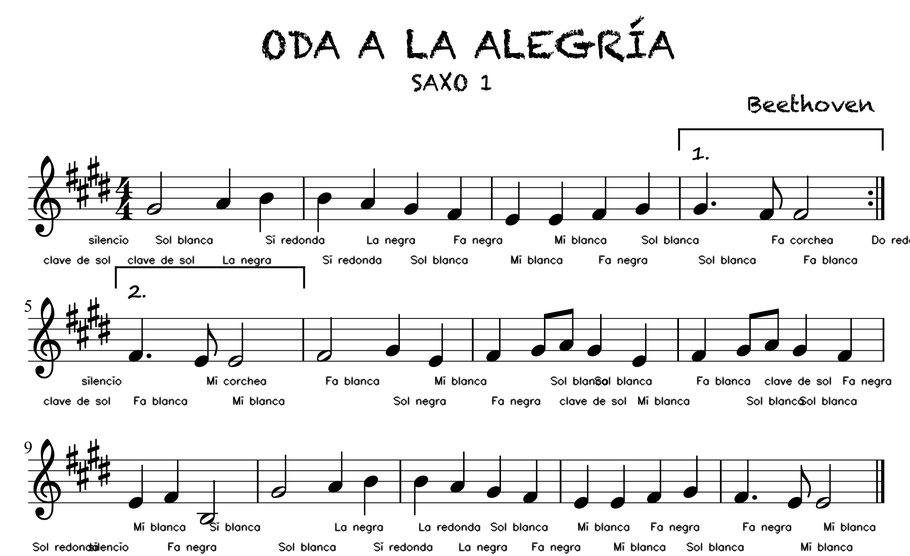 ODA A LA ALEGRÍA
SAXO 1
Beethoven
1.
silencio Sol blanca Si redonda La negra Fa negra Mi blanca Sol blanca Fa corchea Do redo
clave de sol clave de sol La negra Si redonda Sol blanca Mi blanca Fa negra Sol blanca Fa blanca
2.
5
silencio Mi corchea Fa blanca Mi blanca Sol blanca Sol blanca Fa blanca clave de sol Fa negra
clave de sol Fa blanca Mi blanca Sol negra Fa negra clave de sol Mi blanca Sol blanca Sol blanca
9
Mi blanca Si blanca La negra La redonda Sol blanca Mi blanca Fa negra Fa negra Mi blanca
Sol redonda silencio Fa negra Sol blanca Si redonda La negra Fa negra Mi blanca Sol blanca Mi blanca